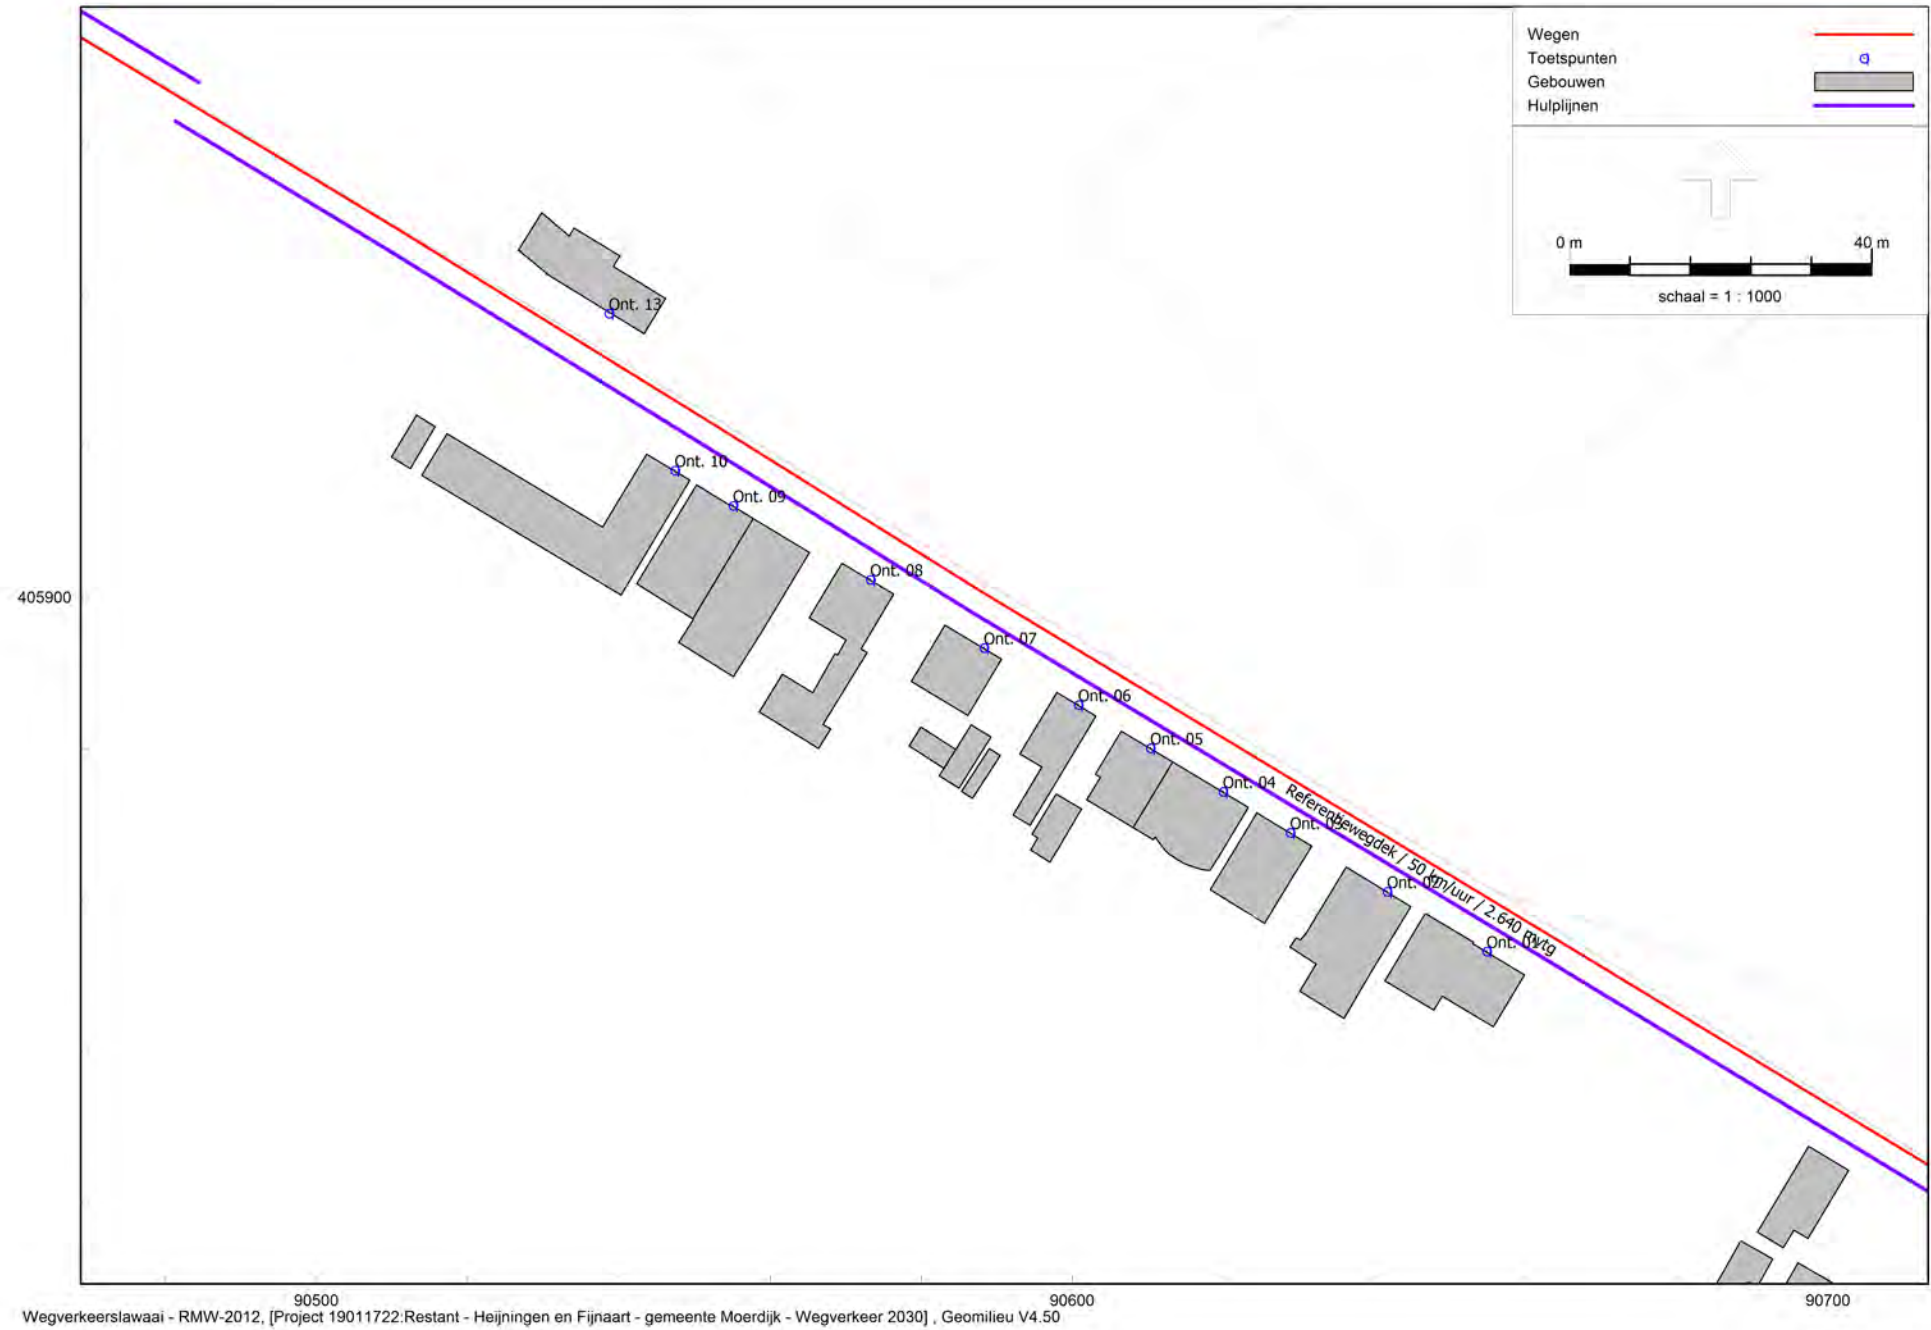 Wegen
Toetspunten
Gebouwen
Hulplijnen
0 m
40 m
schaal = 1 : 1000
Ont. 13
Ont. 10
Ont. 09
Ont. 08
405900
Ont. 07
Ont. 06
Ont. 05
Ont. 04
Referentiewegdek / 50 km/uur / 2.640 mvtg
Ont. 03
Ont. 02
Ont. 01
90500
90600
90700
Wegverkeerslawaai - RMW-2012, [Project 19011722:Restant - Heijningen en Fijnaart - gemeente Moerdijk - Wegverkeer 2030] , Geomilieu V4.50